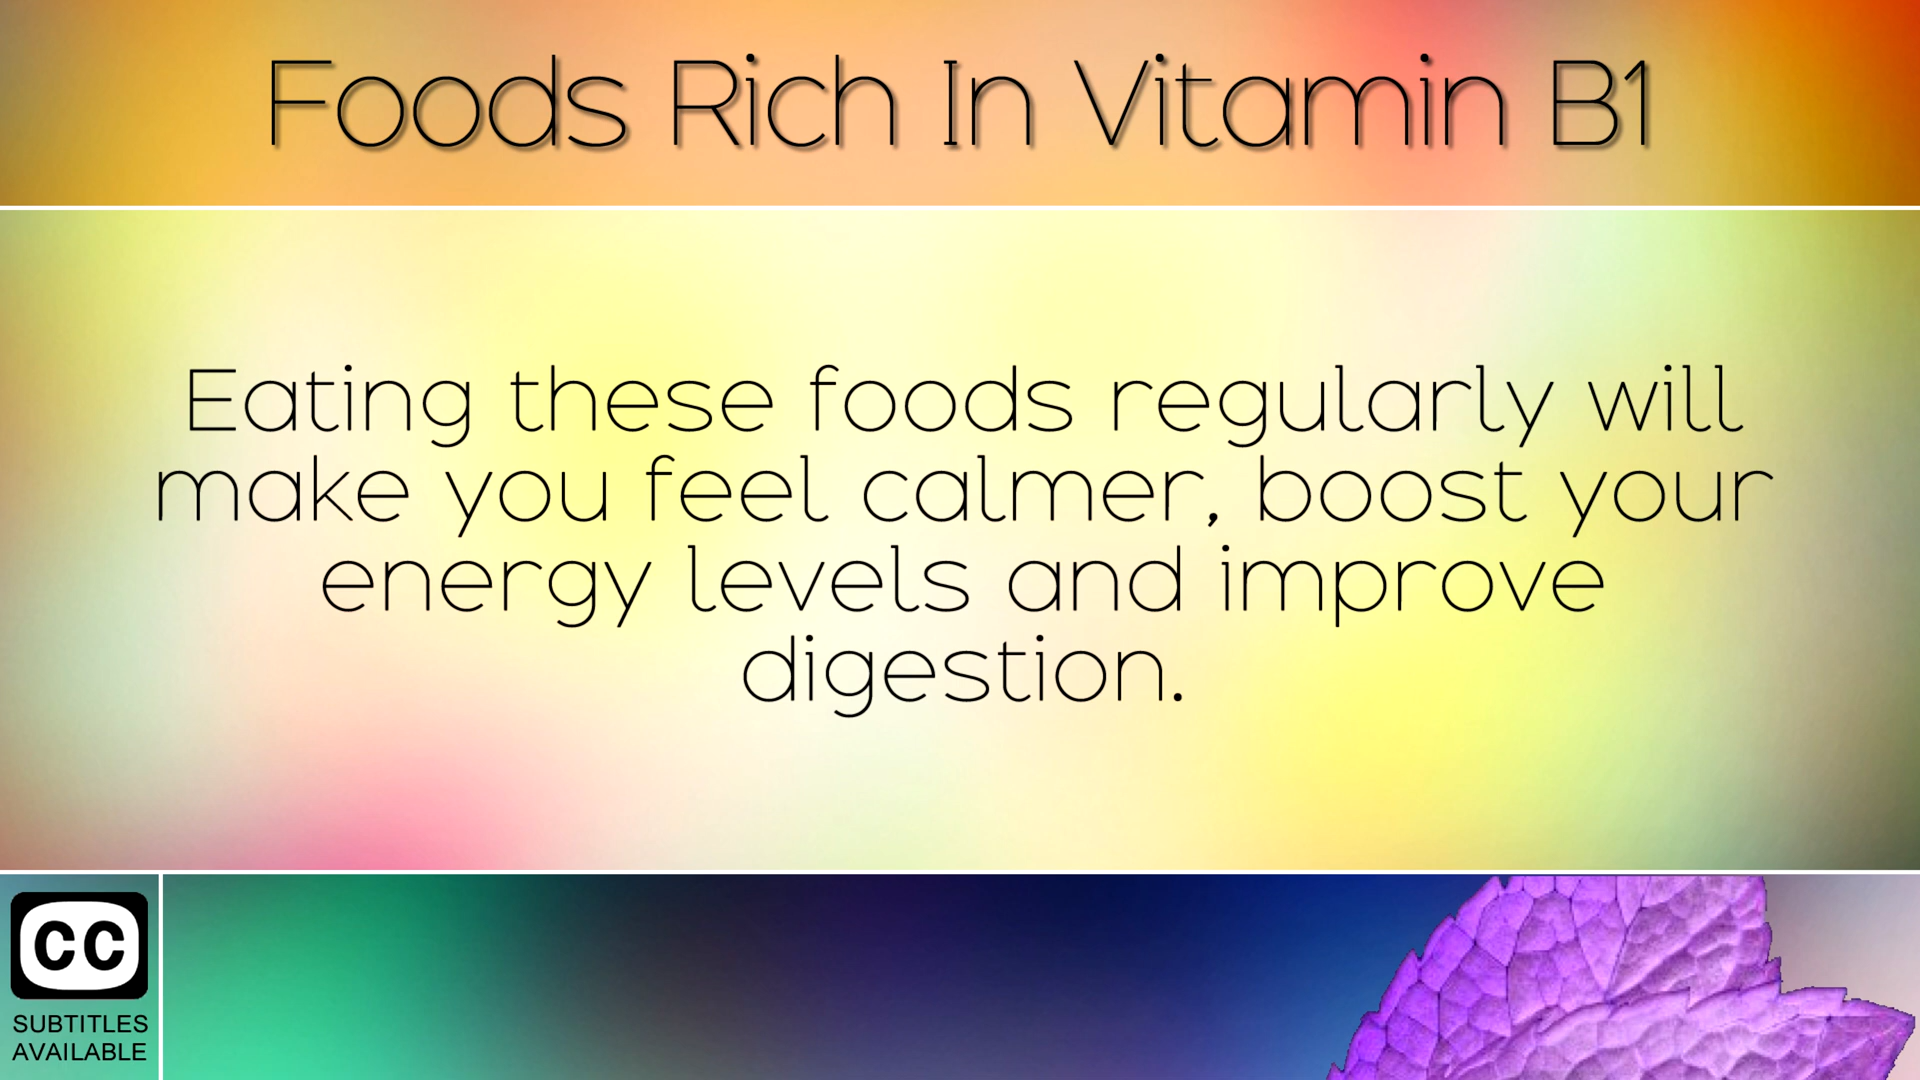 Foods Rich In Vitamin B1
Eating these foods regularly will
make you feel calmer, boost your
energy levels and improve
digestion.
CC
SUBTITLES
AVAILABLE